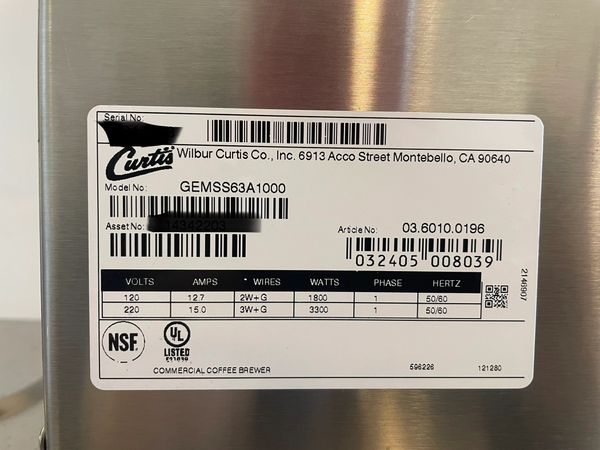 Serial No:
Curtis Wilbur Curtis Co., Inc. 6913 Acco Street Montebello, CA 90640
Model No: GEMSS63A1000
Asset No: 14342203
Article No: 03.6010.0196
032405 008039
VOLTS AMPS * WIRES WATTS PHASE HERTZ
120 12.7 2W+G 1800 1 50/60
220 15.0 3W+G 3300 1 50/60
2140907
NSF
UL
LISTED
COMMERCIAL COFFEE BREWER
596226 121280